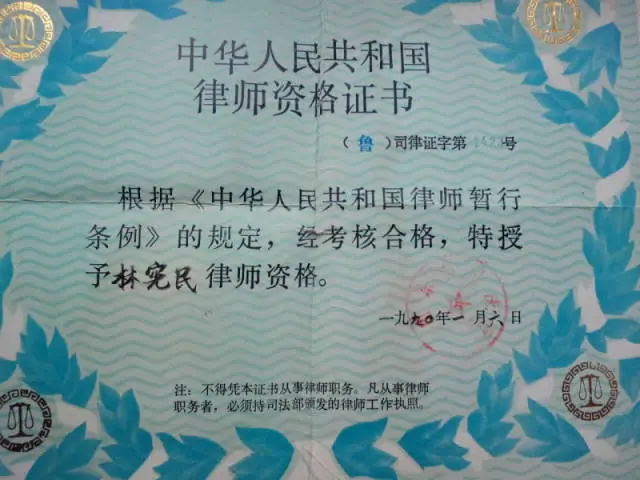 中华人民共和国
律师资格证书
（鲁）司律证字第 号
根据《中华人民共和国律师暂行
条例》的规定，经考核合格，特授
予林宪民律师资格。
一九九〇年一月六日
注：不得凭本证书从事律师职务。凡从事律师
职务者，必须持司法部颁发的律师工作执照。